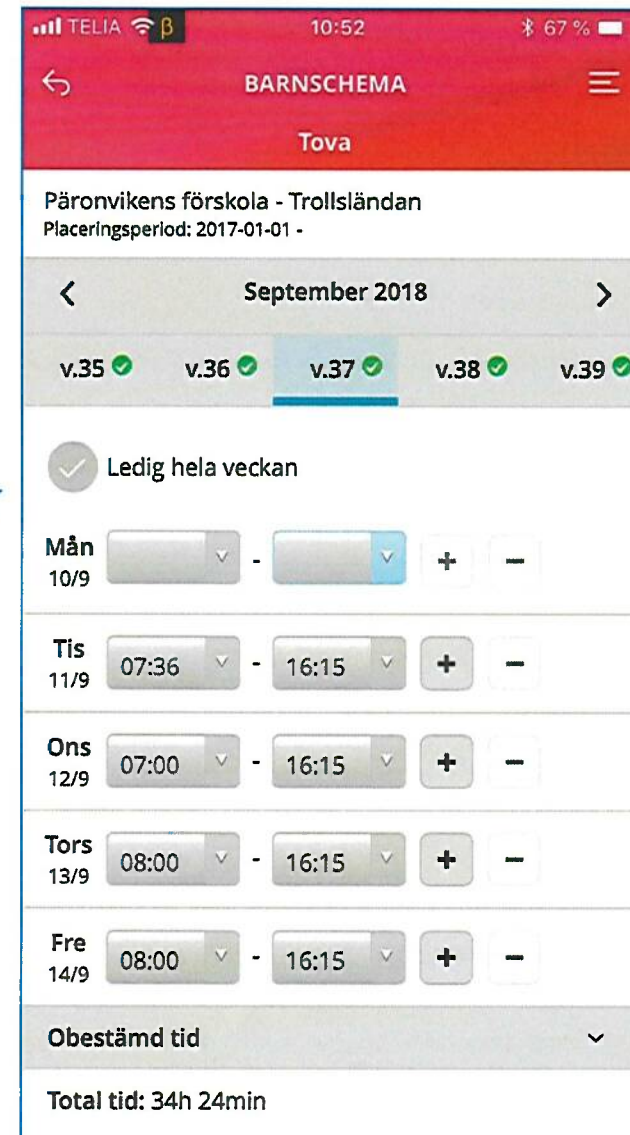 TELIA β 10:52 67 %
BARNSCHEMA
Tova
Päronvikens förskola - Trollsländan
Placeringsperiod: 2017-01-01 -
September 2018
v.35 v.36 v.37 v.38 v.39
Ledig hela veckan
Mån - + -
10/9
Tis 07:36 - 16:15 + -
11/9
Ons 07:00 - 16:15 + -
12/9
Tors 08:00 - 16:15 + -
13/9
Fre 08:00 - 16:15 + -
14/9
Obestämd tid
Total tid: 34h 24min